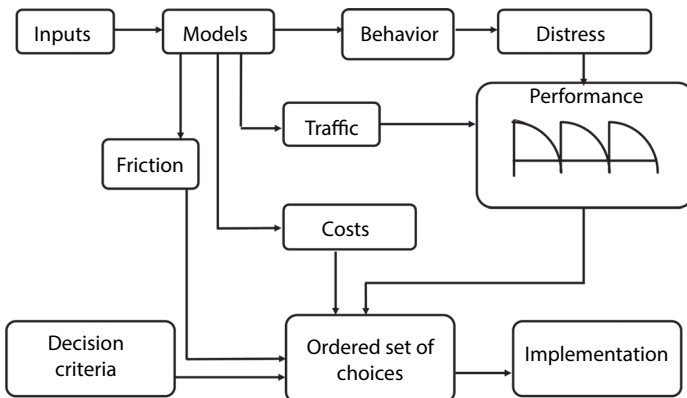 Inputs
Models
Behavior
Distress
Performance
Traffic
Friction
Costs
Decision
criteria
Ordered set of
choices
Implementation